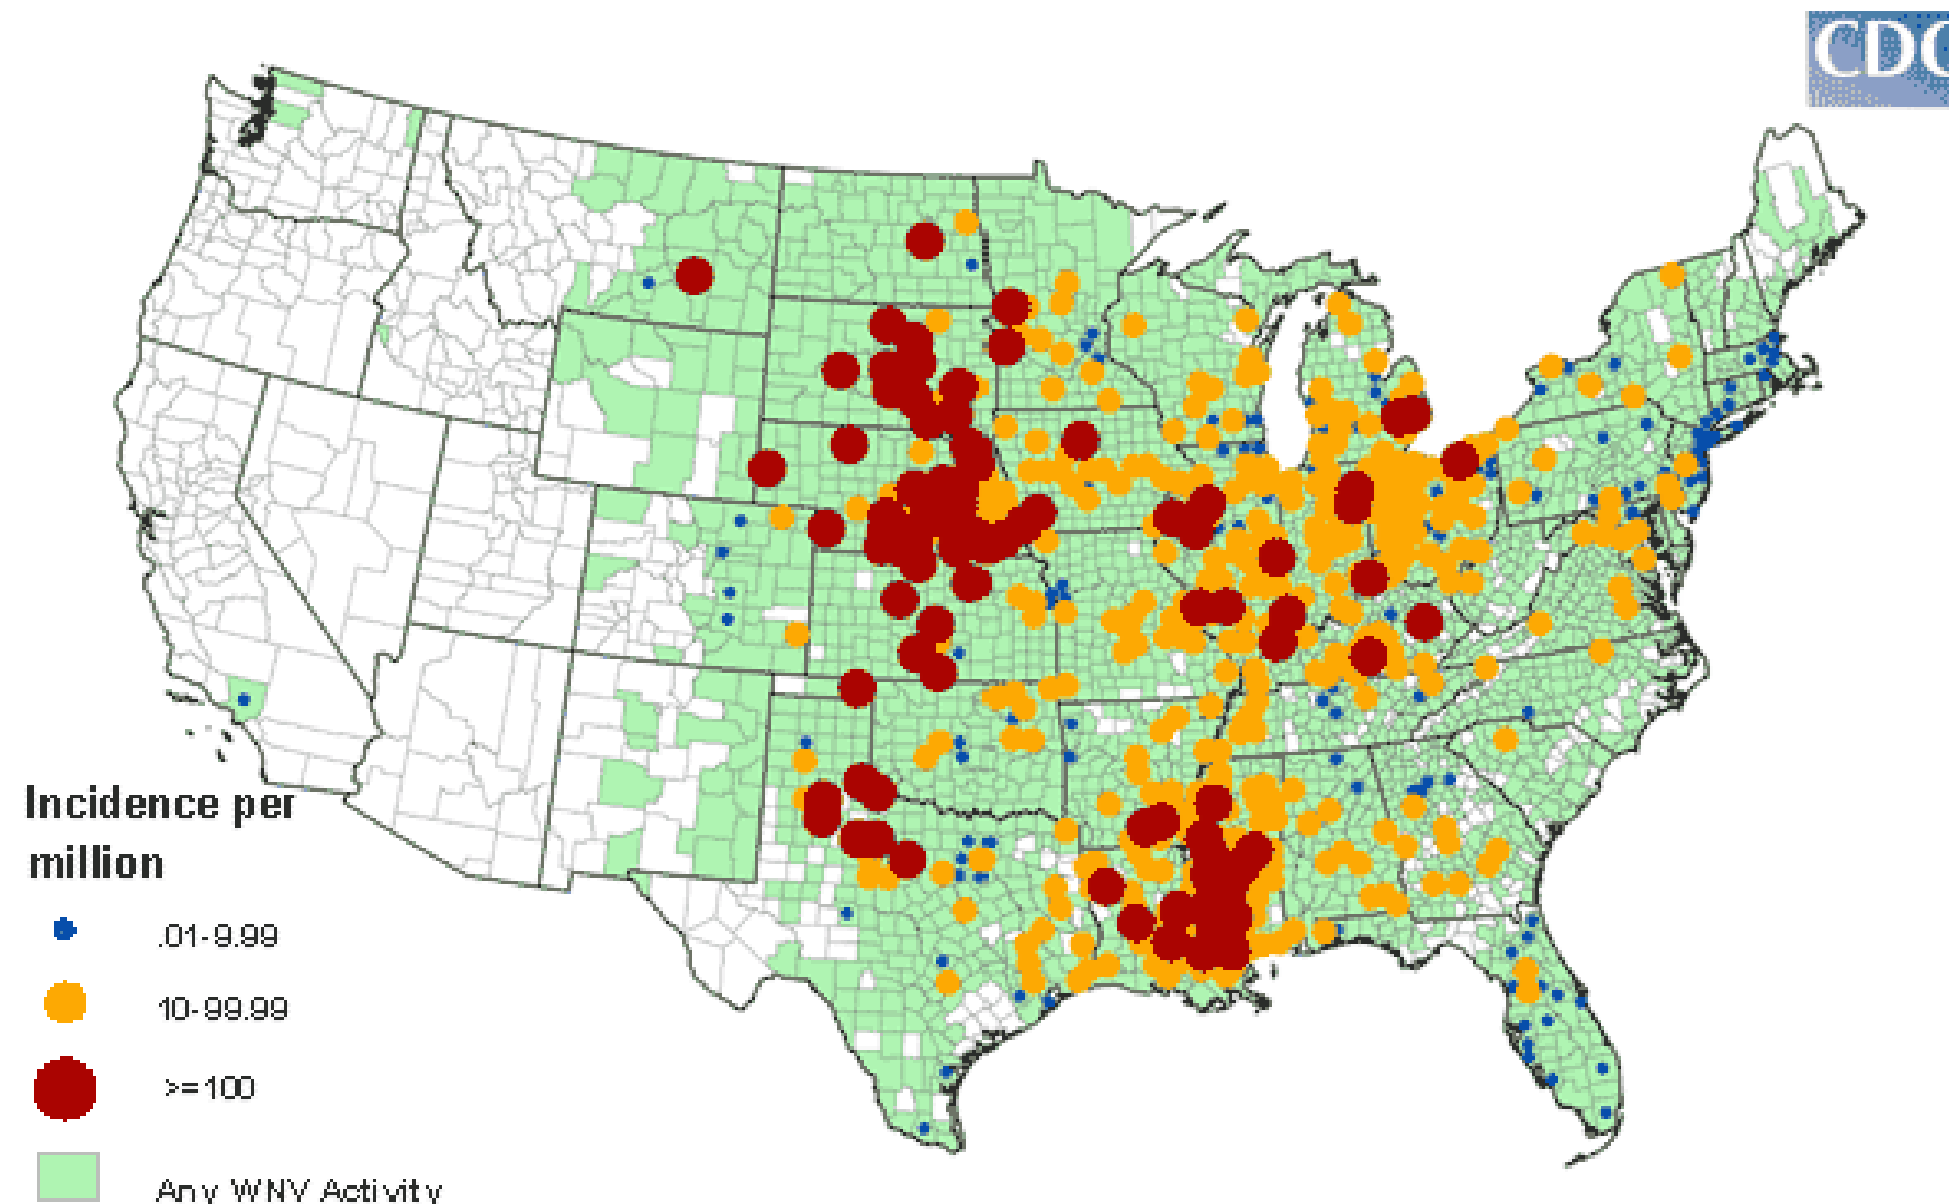 CDC
Incidence per
million
.01-9.99
10-99.99
>=100
Any WNV Activity